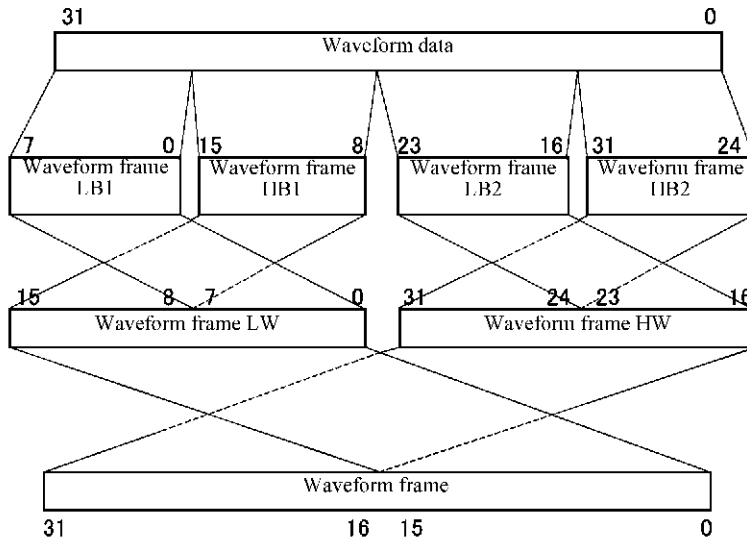 31 0
Waveform data
7 0 15 8 23 16 31 24
Waveform frame Waveform frame Waveform frame Waveform frame
LB1 HB1 LB2 HB2
15 8 7 0 31 24 23 16
Waveform frame LW Waveform frame HW
Waveform frame
31 16 15 0